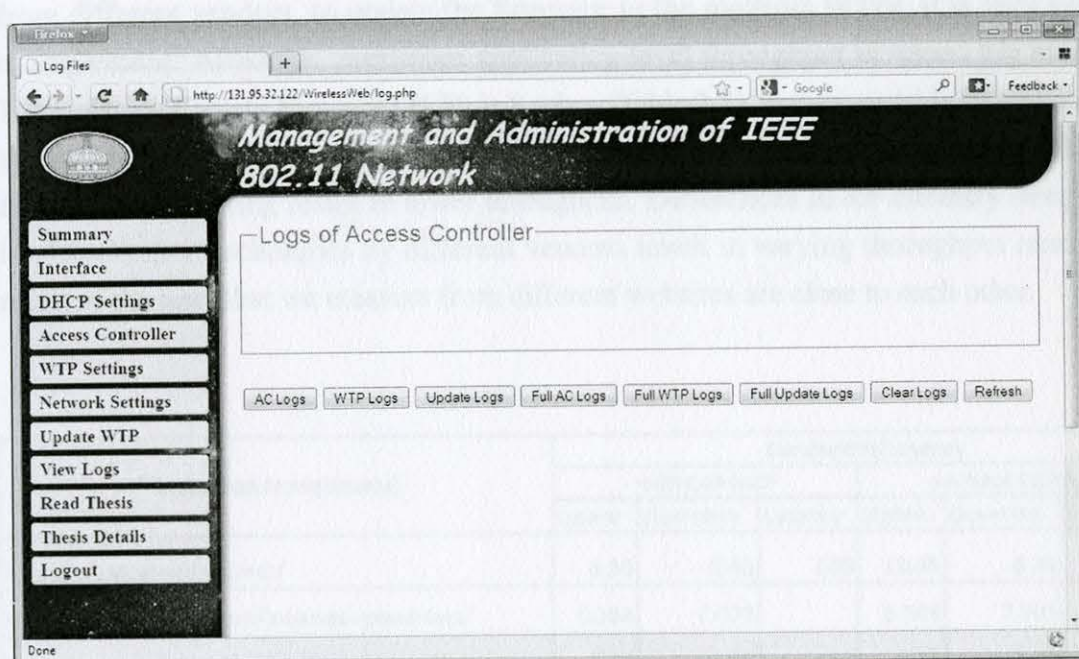 Firefox
Log Files
+
http://131.95.32.122/WirelessWeb/log.php
Google
Feedback
Management and Administration of IEEE
802.11 Network
Summary
Interface
DHCP Settings
Access Controller
WTP Settings
Network Settings
Update WTP
View Logs
Read Thesis
Thesis Details
Logout
Logs of Access Controller
AC Logs
WTP Logs
Update Logs
Full AC Logs
Full WTP Logs
Full Update Logs
Clear Logs
Refresh
Done